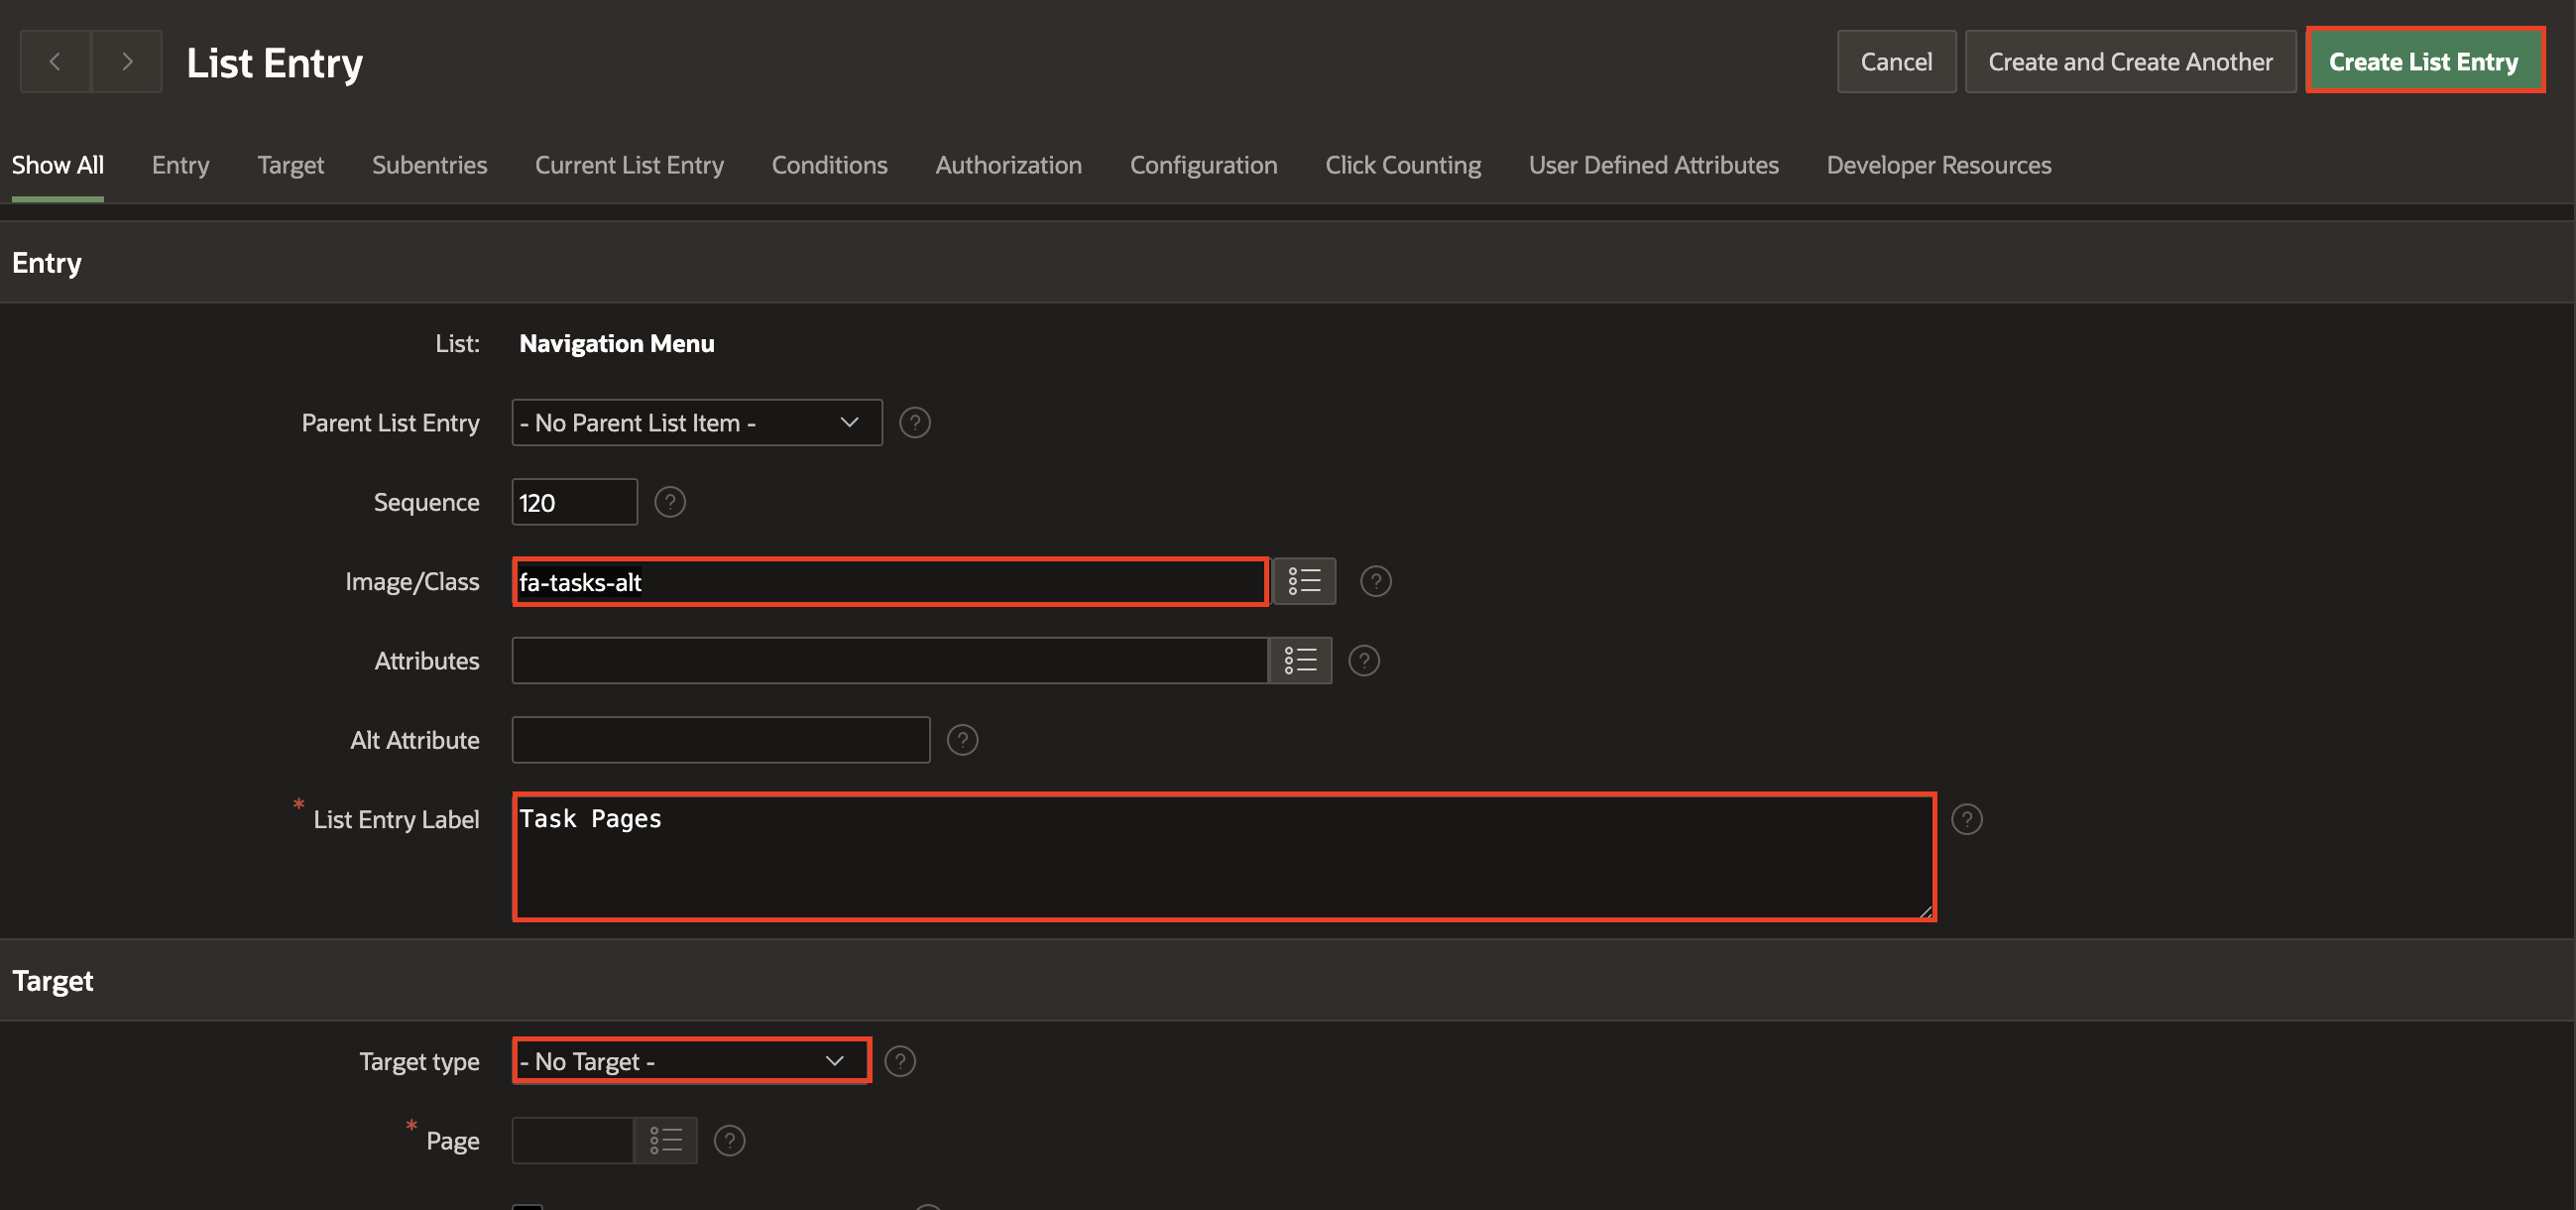 List Entry
Cancel
Create and Create Another
Create List Entry
Show All
Entry
Target
Subentries
Current List Entry
Conditions
Authorization
Configuration
Click Counting
User Defined Attributes
Developer Resources
Entry
List: Navigation Menu
Parent List Entry - No Parent List Item - ?
Sequence 120 ?
Image/Class fa-tasks-alt ?
Attributes ?
Alt Attribute ?
* List Entry Label Task Pages ?
Target
Target type - No Target - ?
* Page ?